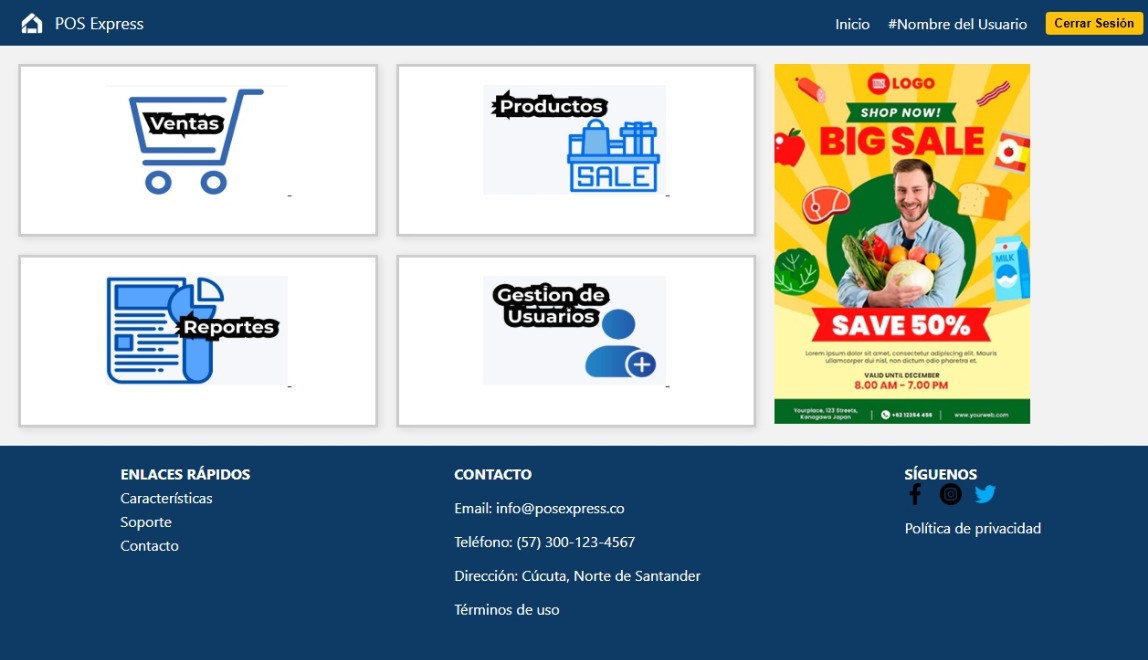 POS Express
Inicio
#Nombre del Usuario
Cerrar Sesión
Ventas
Productos
SALE
Reportes
Gestion de
Usuarios
LOGO
SHOP NOW!
BIG SALE
MILK
SAVE 50%
Lorem ipsum dolor sit amet, consectetur adipiscing elit. Mauris
ullamcorper dui nisl, non dictum odio pharetra et.
VALID UNTIL DECEMBER
8.00 AM - 7.00 PM
Yourplace, 123 Streets,
Kanagawa Japan
+62 12354 456
www.yourweb.com
ENLACES RÁPIDOS
Características
Soporte
Contacto
CONTACTO
Email: info@posexpress.co
Teléfono: (57) 300-123-4567
Dirección: Cúcuta, Norte de Santander
Términos de uso
SÍGUENOS
Política de privacidad